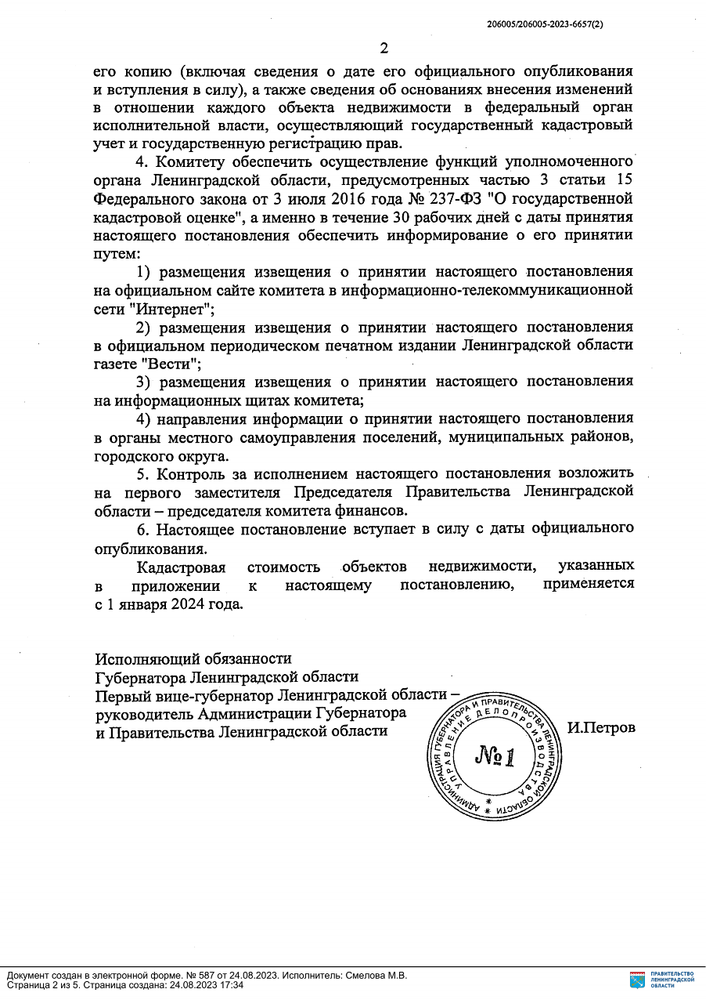 206005/206005-2023-6657(2)
2
его копию (включая сведения о дате его официального опубликования
и вступления в силу), а также сведения об основаниях внесения изменений
в отношении каждого объекта недвижимости в федеральный орган
исполнительной власти, осуществляющий государственный кадастровый
учет и государственную регистрацию прав.
4. Комитету обеспечить осуществление функций уполномоченного
органа Ленинградской области, предусмотренных частью 3 статьи 15
Федерального закона от 3 июля 2016 года № 237-ФЗ "О государственной
кадастровой оценке", а именно в течение 30 рабочих дней с даты принятия
настоящего постановления обеспечить информирование о его принятии
путем:
1) размещения извещения о принятии настоящего постановления
на официальном сайте комитета в информационно-телекоммуникационной
сети "Интернет";
2) размещения извещения о принятии настоящего постановления
в официальном периодическом печатном издании Ленинградской области
газете "Вести";
3) размещения извещения о принятии настоящего постановления
на информационных щитах комитета;
4) направления информации о принятии настоящего постановления
в органы местного самоуправления поселений, муниципальных районов,
городского округа.
5. Контроль за исполнением настоящего постановления возложить
на первого заместителя Председателя Правительства Ленинградской
области – председателя комитета финансов.
6. Настоящее постановление вступает в силу с даты официального
опубликования.
Кадастровая стоимость объектов недвижимости, указанных
в приложении к настоящему постановлению, применяется
с 1 января 2024 года.
Исполняющий обязанности
Губернатора Ленинградской области
Первый вице-губернатор Ленинградской области –
руководитель Администрации Губернатора
и Правительства Ленинградской области
И.Петров
АДМИНИСТРАЦИЯ ГУБЕРНАТОРА И ПРАВИТЕЛЬСТВА ЛЕНИНГРАДСКОЙ ОБЛАСТИ *
УПРАВЛЕНИЕ ДЕЛОПРОИЗВОДСТВА *
№1
Документ создан в электронной форме. № 587 от 24.08.2023. Исполнитель: Смелова М.В.
Страница 2 из 5. Страница создана: 24.08.2023 17:34
ПРАВИТЕЛЬСТВО
ЛЕНИНГРАДСКОЙ
ОБЛАСТИ